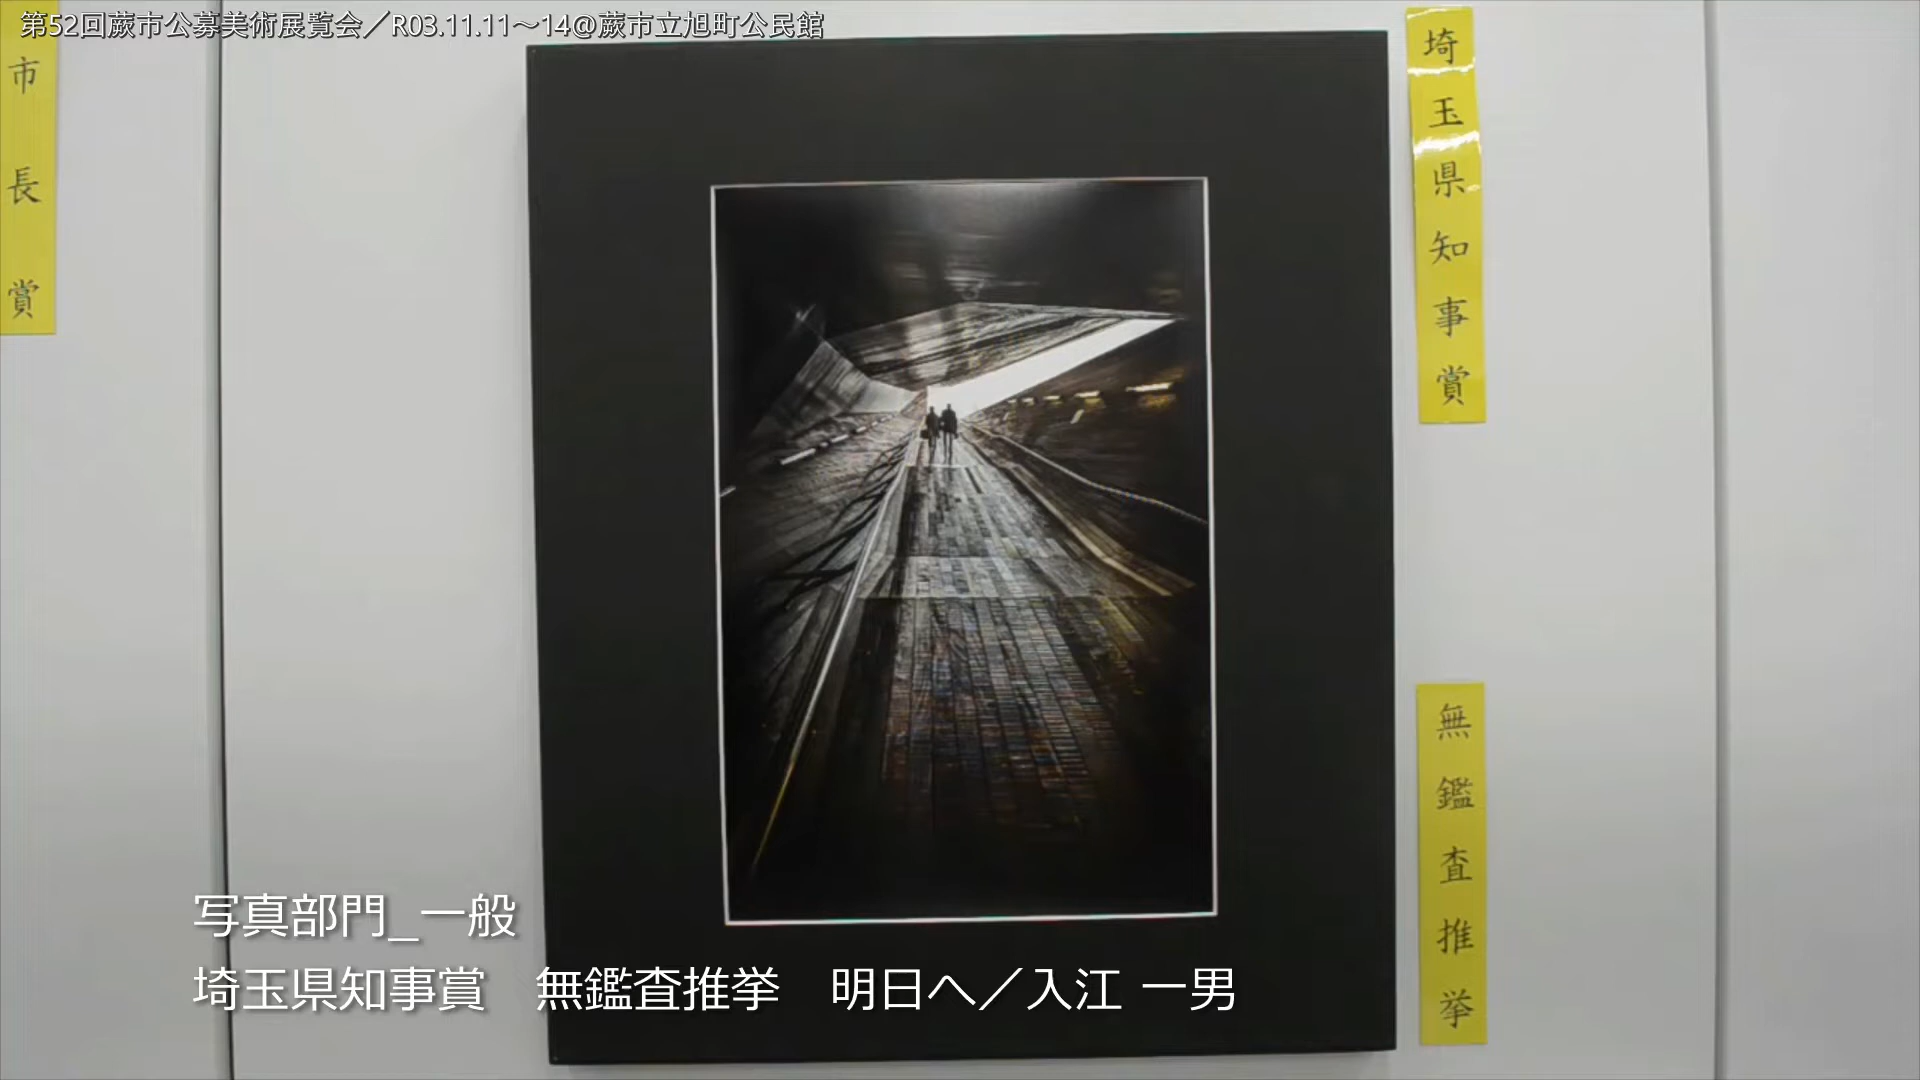 第52回蕨市公募美術展覧会／R03.11.11～14@蕨市立旭町公民館
市長賞
埼玉県知事賞
無鑑査推挙
写真部門_一般
埼玉県知事賞　無鑑査推挙　明日へ／入江 一男